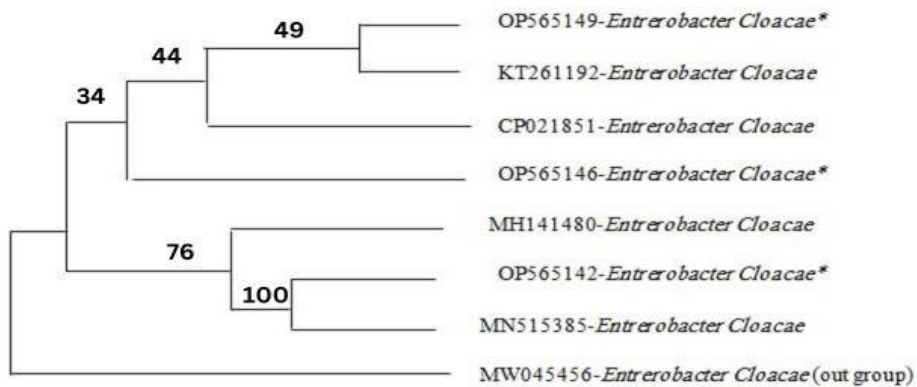 OP565149-Entrerobacter Cloacae*
49
44
KT261192-Entrerobacter Cloacae
34
CP021851-Entrerobacter Cloacae
OP565146-Entrerobacter Cloacae*
MH141480-Entrerobacter Cloacae
76
OP565142-Entrerobacter Cloacae*
100
MN515385-Entrerobacter Cloacae
MW045456-Entrerobacter Cloacae (out group)